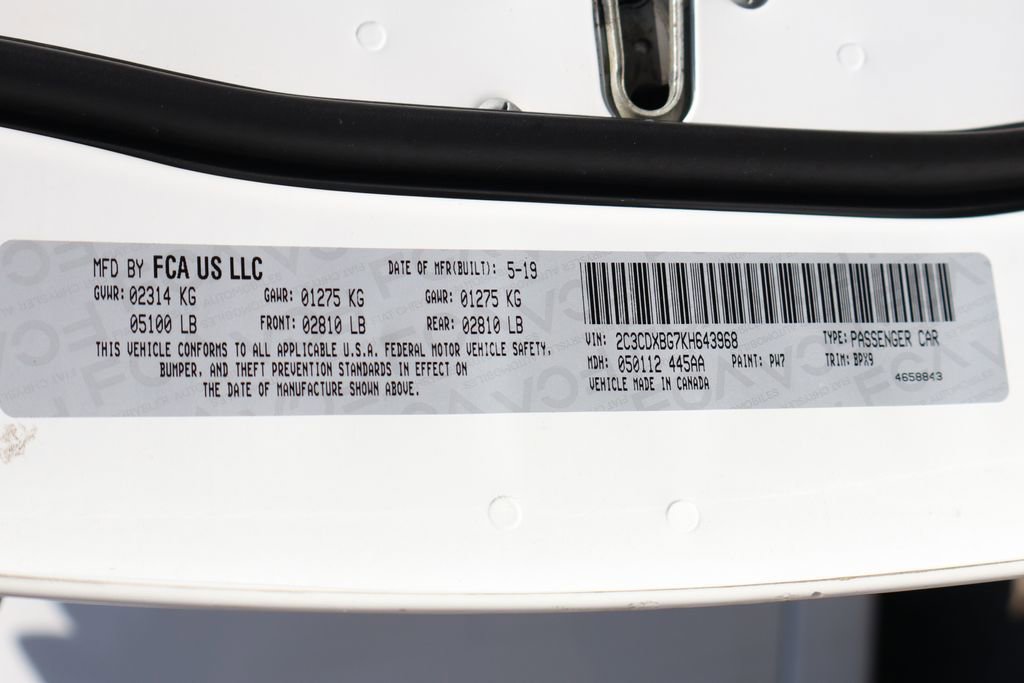 MFD BY FCA US LLC DATE OF MFR(BUILT): 5-19
GVWR: 02314 KG GAWR: 01275 KG GAWR: 01275 KG
05100 LB FRONT: 02810 LB REAR: 02810 LB
THIS VEHICLE CONFORMS TO ALL APPLICABLE U.S.A. FEDERAL MOTOR VEHICLE SAFETY,
BUMPER, AND THEFT PREVENTION STANDARDS IN EFFECT ON
THE DATE OF MANUFACTURE SHOWN ABOVE.
VIN: 2C3CDXBG7KH643968 TYPE: PASSENGER CAR
MDH: 050112 445AA PAINT: PW7 TRIM: BPX9
VEHICLE MADE IN CANADA 4658843